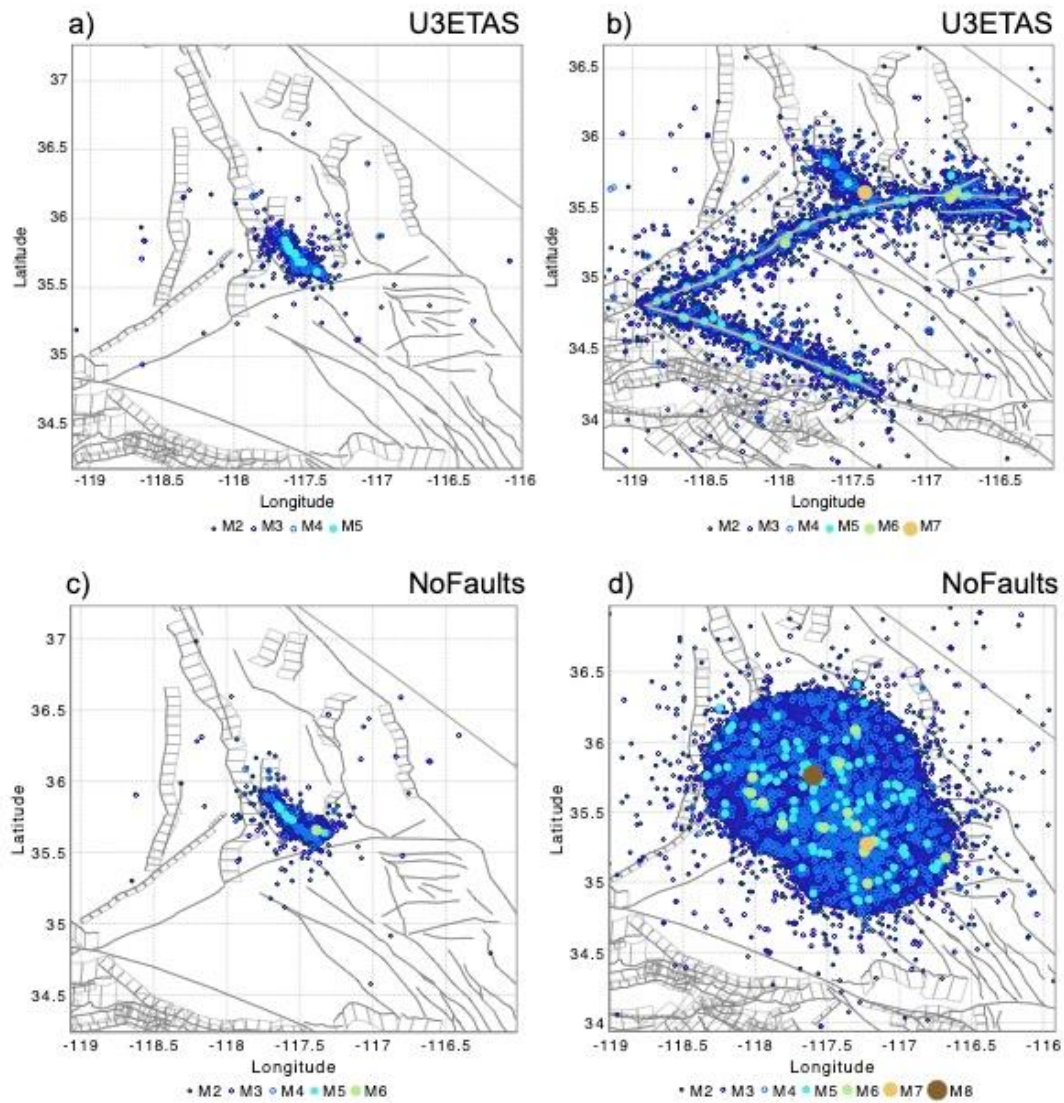 a) U3ETAS
37
36.5
36
35.5
35
34.5
Latitude
-119 -118.5 -118 -117.5 -117 -116.5 -116
Longitude
M2 M3 M4 M5
b) U3ETAS
36.5
36
35.5
35
34.5
34
Latitude
-119 -118.5 -118 -117.5 -117 -116.5
Longitude
M2 M3 M4 M5 M6 M7
c) NoFaults
37
36.5
36
35.5
35
34.5
Latitude
-119 -118.5 -118 -117.5 -117 -116.5
Longitude
M2 M3 M4 M5 M6
d) NoFaults
36.5
36
35.5
35
34.5
34
Latitude
-119 -118.5 -118 -117.5 -117 -116.5 -116
Longitude
M2 M3 M4 M5 M6 M7 M8